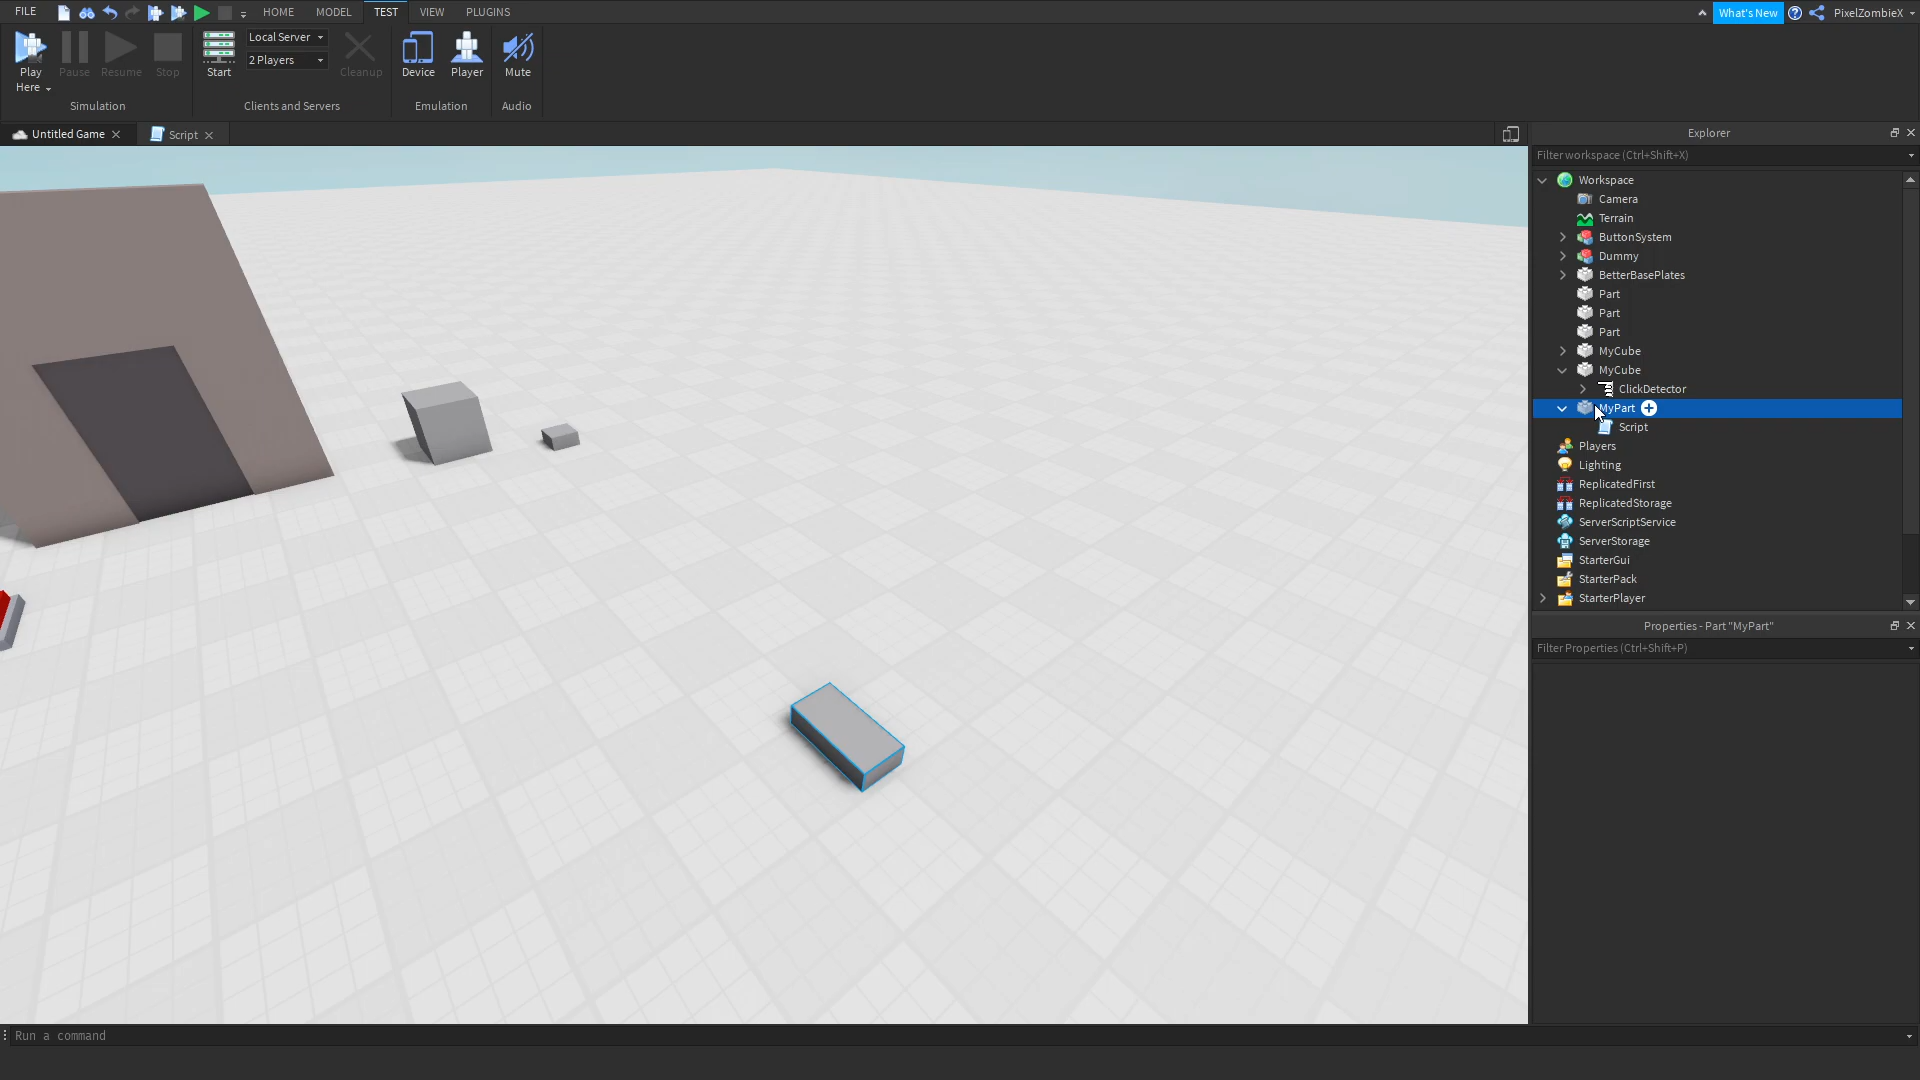 FILE HOME MODEL TEST VIEW PLUGINS What's New PixelZombieX
Play Here Pause Resume Stop
Simulation
Start Local Server 2 Players Cleanup
Clients and Servers
Device Player
Emulation
Mute
Audio
Untitled Game Script
Explorer
Filter workspace (Ctrl+Shift+X)
Workspace
Camera
Terrain
ButtonSystem
Dummy
BetterBasePlates
Part
Part
Part
MyCube
MyCube
ClickDetector
MyPart
Script
Players
Lighting
ReplicatedFirst
ReplicatedStorage
ServerScriptService
ServerStorage
StarterGui
StarterPack
StarterPlayer
Properties - Part "MyPart"
Filter Properties (Ctrl+Shift+P)
Run a command